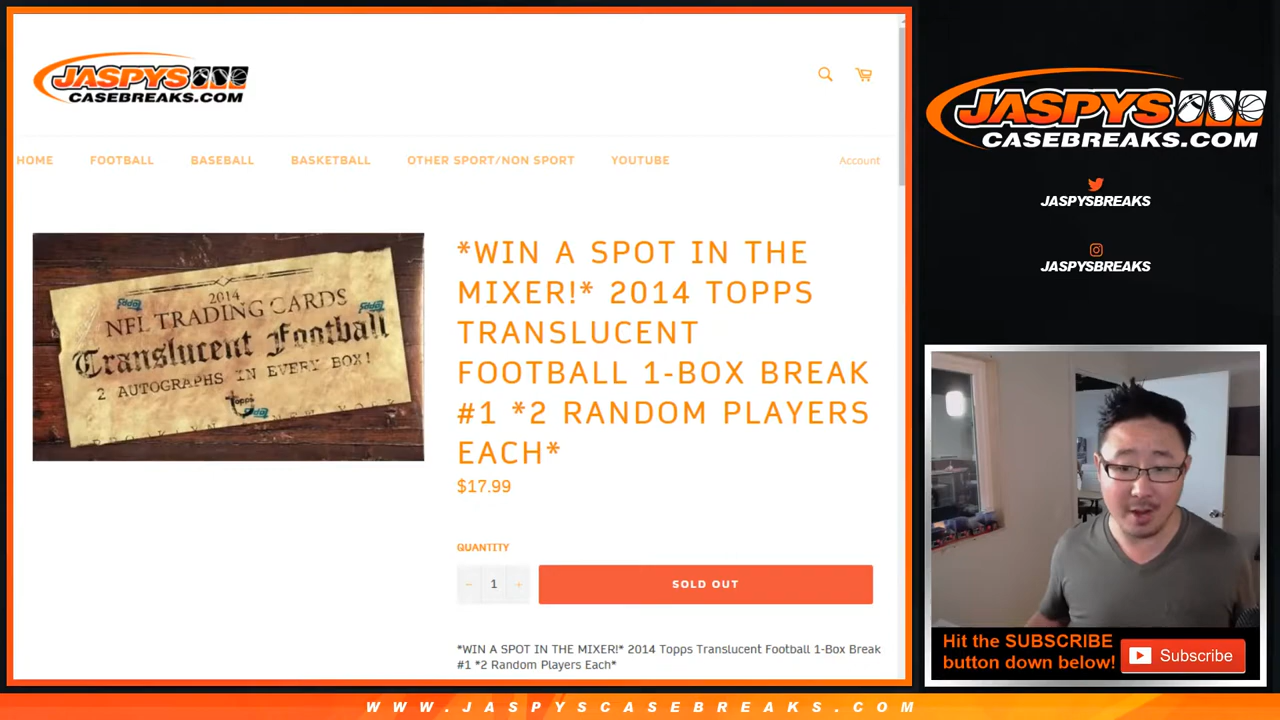 JASPYS
CASEBREAKS.COM
HOME FOOTBALL BASEBALL BASKETBALL OTHER SPORT/NON SPORT YOUTUBE Account
2014
NFL TRADING CARDS
Translucent Football
2 AUTOGRAPHS IN EVERY BOX!
Topps
*WIN A SPOT IN THE
MIXER!* 2014 TOPPS
TRANSLUCENT
FOOTBALL 1-BOX BREAK
#1 *2 RANDOM PLAYERS
EACH*
$17.99
QUANTITY
− 1 +
SOLD OUT
*WIN A SPOT IN THE MIXER!* 2014 Topps Translucent Football 1-Box Break
#1 *2 Random Players Each*
JASPYS
CASEBREAKS.COM
JASPYSBREAKS
JASPYSBREAKS
Hit the SUBSCRIBE
button down below!
Subscribe
WWW.JASPYSCASEBREAKS.COM